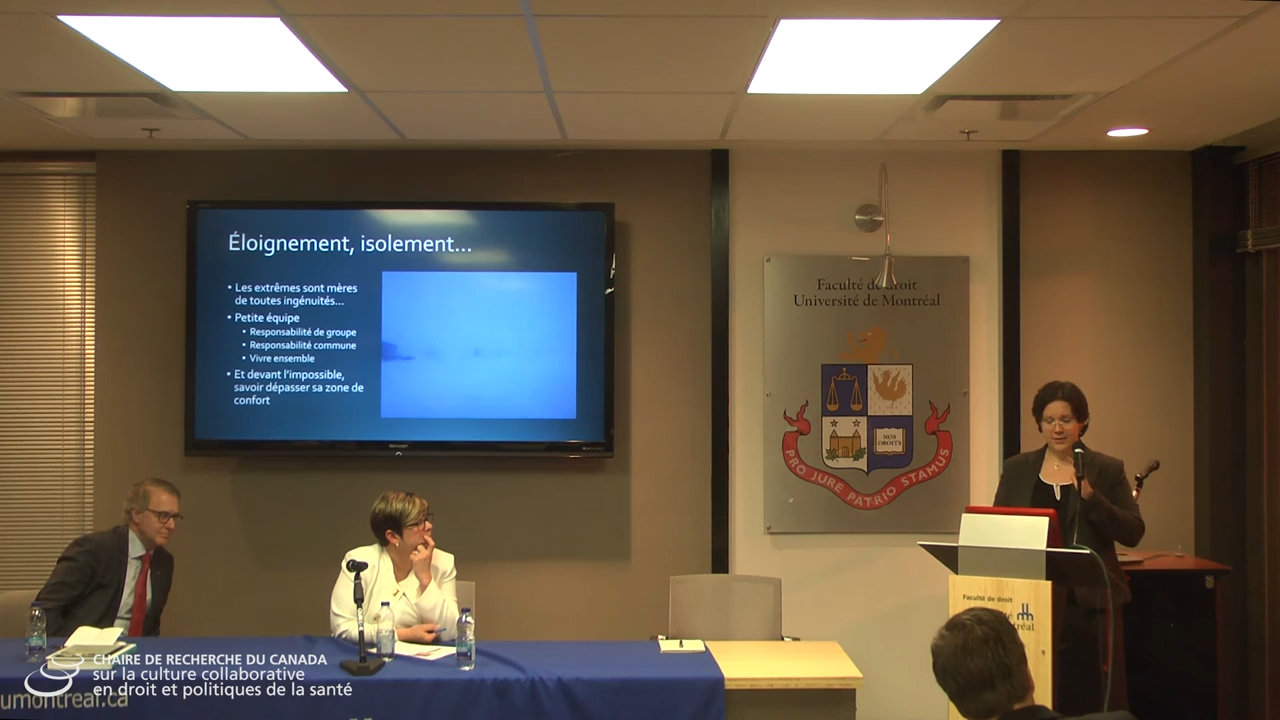 Éloignement, isolement...
• Les extrêmes sont mères
de toutes ingénuités...
• Petite équipe
• Responsabilité de groupe
• Responsabilité commune
• Vivre ensemble
• Et devant l'impossible,
savoir dépasser sa zone de
confort
SHARP
Faculté de droit
Université de Montréal
NOS
DROITS
PRO JURE PATRIO STAMUS
Faculté de droit
CHAIRE DE RECHERCHE DU CANADA
sur la culture collaborative
en droit et politiques de la santé
umontreal.ca